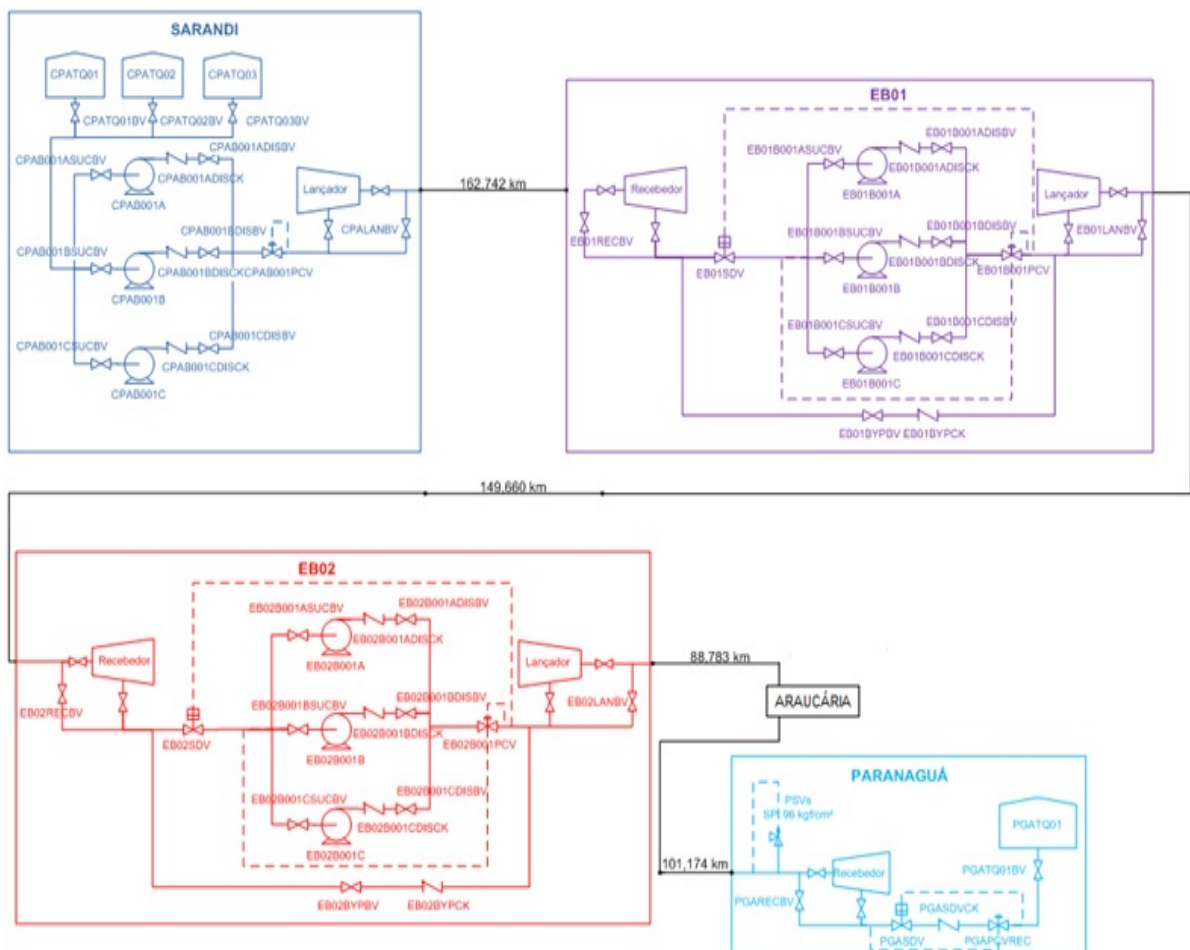 SARANDI
CPATQ01
CPATQ02
CPATQ03
CPATQ01BV
CPATQ02BV
CPATQ03BV
CPAB001ASUCBV
CPAB001ADISBV
CPAB001ADISCK
CPAB001A
Lançador
CPAB001BSUCBV
CPAB001BDISBV
CPALANBV
CPAB001BDISCK
CPAB001PCV
CPAB001B
CPAB001CSUCBV
CPAB001CDISBV
CPAB001CDISCK
CPAB001C
162,742 km
EB01
EB01B001ASUCBV
EB01B001ADISBV
EB01B001ADISCK
EB01B001A
Recebedor
Lançador
EB01RECBV
EB01B001BSUCBV
EB01B001BDISBV
EB01LANBV
EB01SDV
EB01B001BDISCK
EB01B001PCV
EB01B001B
EB01B001CSUCBV
EB01B001CDISBV
EB01B001CDISCK
EB01B001C
EB01BYPBV
EB01BYPCK
149,660 km
EB02
EB02B001ASUCBV
EB02B001ADISBV
EB02B001ADISCK
EB02B001A
Recebedor
Lançador
EB02RECBV
EB02B001BSUCBV
EB02B001BDISBV
EB02LANBV
EB02SDV
EB02B001BDISCK
EB02B001PCV
EB02B001B
EB02B001CSUCBV
EB02B001CDISBV
EB02B001CDISCK
EB02B001C
EB02BYPBV
EB02BYPCK
88,783 km
ARAUCÁRIA
101,174 km
PARANAGUÁ
PSVs
SP: 96 kgf/cm²
PGATQ01
PGATQ01BV
Recebedor
PGARECBV
PGASDVCK
PGASDV
PGAPCVREC